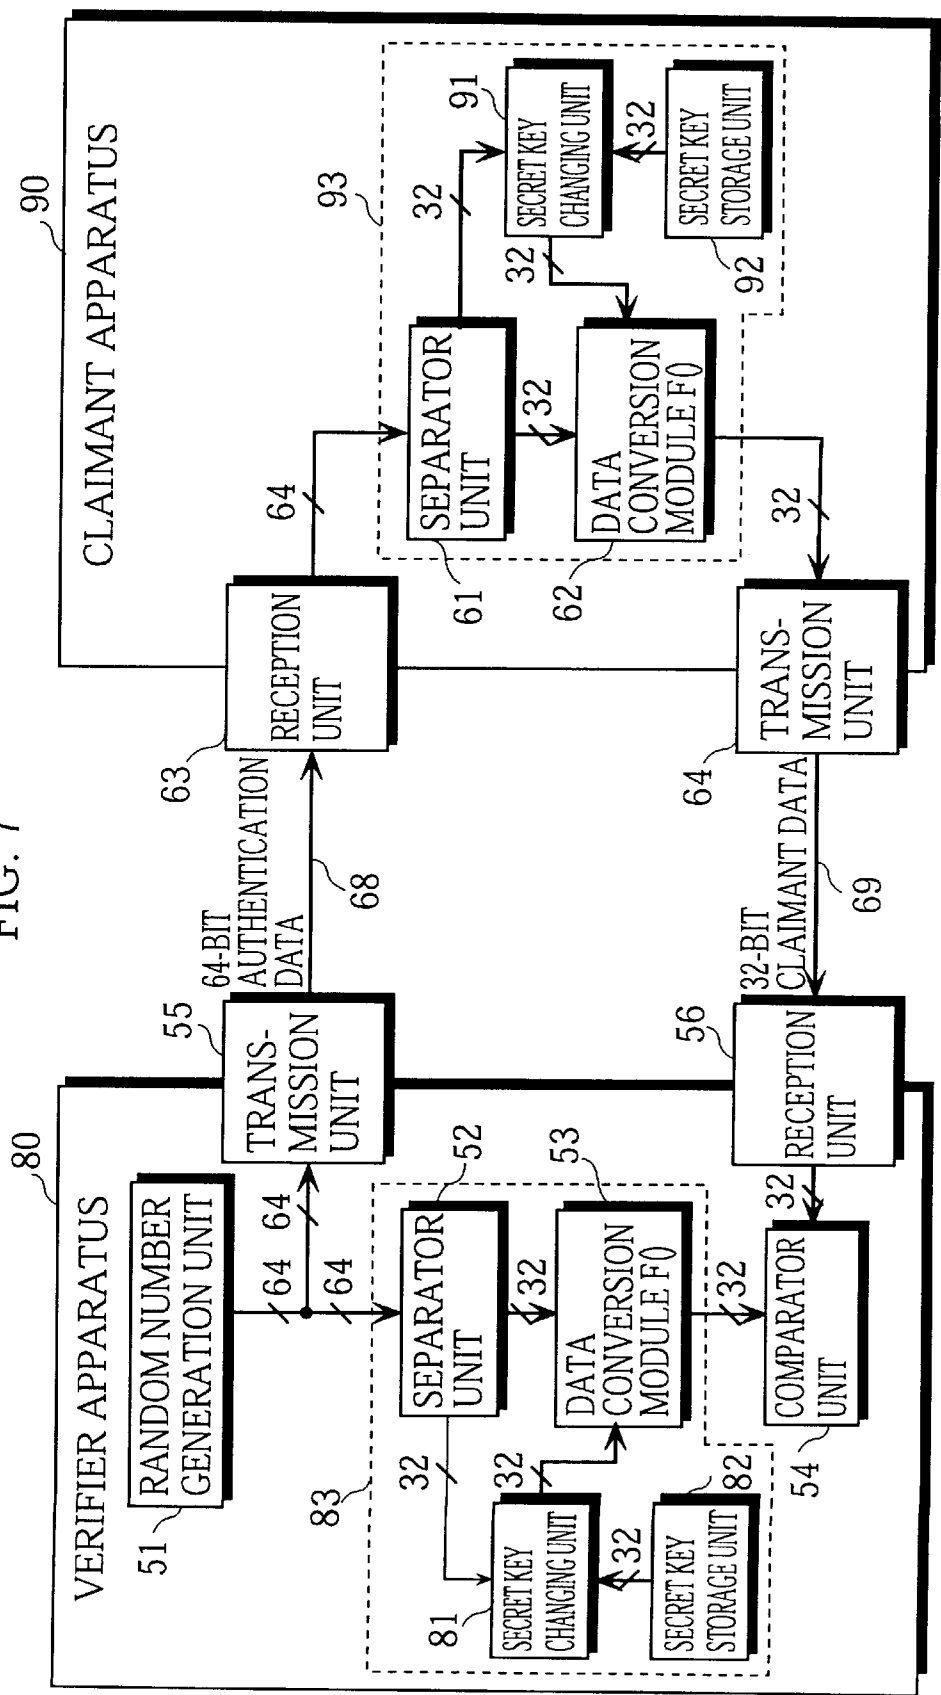 FIG. 7
80
VERIFIER APPARATUS
RANDOM NUMBER
GENERATION UNIT
51
64
64
64
55
TRANS-
MISSION
UNIT
64-BIT
AUTHENTICATION
DATA
68
83
52
SEPARATOR
UNIT
32
32
53
DATA
CONVERSION
MODULE F()
81
SECRET KEY
CHANGING UNIT
32
32
82
SECRET KEY
STORAGE UNIT
32
COMPARATOR
UNIT
54
32
56
RECEPTION
UNIT
32-BIT
CLAIMANT DATA
69
90
CLAIMANT APPARATUS
63
RECEPTION
UNIT
64
93
61
SEPARATOR
UNIT
32
32
91
SECRET KEY
CHANGING UNIT
32
32
92
SECRET KEY
STORAGE UNIT
62
DATA
CONVERSION
MODULE F()
32
64
TRANS-
MISSION
UNIT